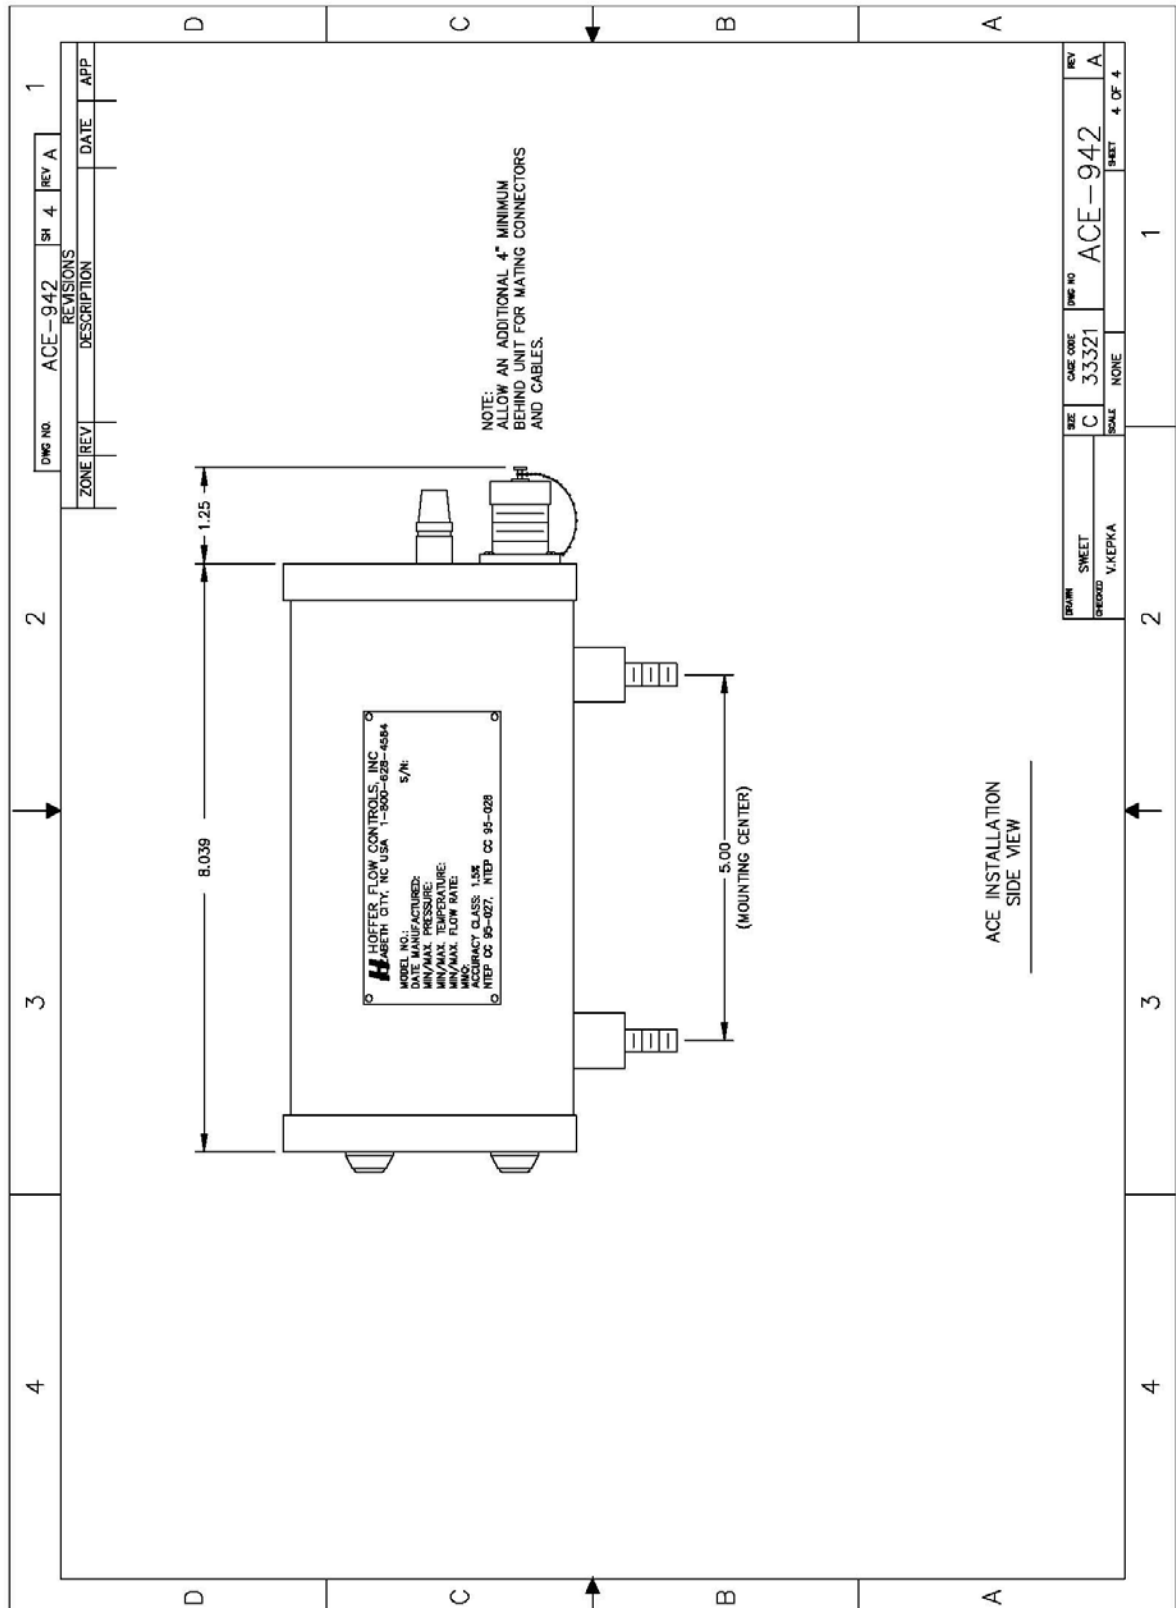 4
3
2
1
DWG NO.
ACE-942
SH 4
REV A
REVISIONS
ZONE
REV
DESCRIPTION
DATE
APP
D
D
8.039
1.25
HOFFER FLOW CONTROLS, INC
CITY, NC USA 1-800-628-4584
MODEL NO.:
S/N:
DATE MANUFACTURED:
MIN/MAX. PRESSURE:
MIN/MAX. TEMPERATURE:
MIN/MAX. FLOW RATE:
MMQ:
ACCURACY CLASS: 1.5%
NTEP CC 95-027, NTEP CC 95-028
C
C
NOTE:
ALLOW AN ADDITIONAL 4" MINIMUM
BEHIND UNIT FOR MATING CONNECTORS
AND CABLES.
5.00
(MOUNTING CENTER)
B
B
ACE INSTALLATION
SIDE VIEW
A
A
DRAWN
SWEET
CHECKED
V.KEPKA
SIZE
C
CAGE CODE
33321
DWG NO
ACE-942
REV
A
SCALE
NONE
SHEET
4 OF 4
4
3
2
1